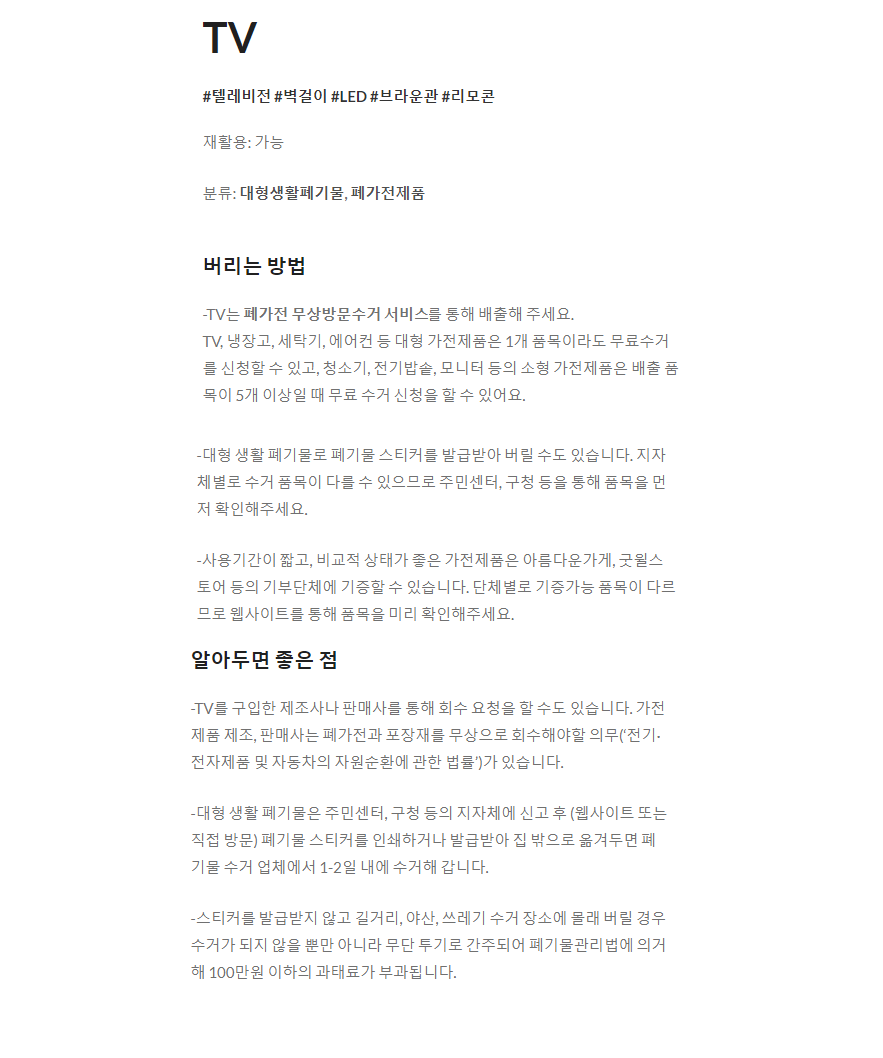 TV
#텔레비전 #벽걸이 #LED #브라운관 #리모콘
재활용: 가능
분류: 대형생활폐기물, 폐가전제품
버리는 방법
-TV는 폐가전 무상방문수거 서비스를 통해 배출해 주세요.
TV, 냉장고, 세탁기, 에어컨 등 대형 가전제품은 1개 품목이라도 무료수거
를 신청할 수 있고, 청소기, 전기밥솥, 모니터 등의 소형 가전제품은 배출 품
목이 5개 이상일 때 무료 수거 신청을 할 수 있어요.
-대형 생활 폐기물로 폐기물 스티커를 발급받아 버릴 수도 있습니다. 지자
체별로 수거 품목이 다를 수 있으므로 주민센터, 구청 등을 통해 품목을 먼
저 확인해주세요.
-사용기간이 짧고, 비교적 상태가 좋은 가전제품은 아름다운가게, 굿윌스
토어 등의 기부단체에 기증할 수 있습니다. 단체별로 기증가능 품목이 다르
므로 웹사이트를 통해 품목을 미리 확인해주세요.
알아두면 좋은 점
-TV를 구입한 제조사나 판매사를 통해 회수 요청을 할 수도 있습니다. 가전
제품 제조, 판매사는 폐가전과 포장재를 무상으로 회수해야할 의무(‘전기·
전자제품 및 자동차의 자원순환에 관한 법률’)가 있습니다.
-대형 생활 폐기물은 주민센터, 구청 등의 지자체에 신고 후 (웹사이트 또는
직접 방문) 폐기물 스티커를 인쇄하거나 발급받아 집 밖으로 옮겨두면 폐
기물 수거 업체에서 1-2일 내에 수거해 갑니다.
-스티커를 발급받지 않고 길거리, 야산, 쓰레기 수거 장소에 몰래 버릴 경우
수거가 되지 않을 뿐만 아니라 무단 투기로 간주되어 폐기물관리법에 의거
해 100만원 이하의 과태료가 부과됩니다.